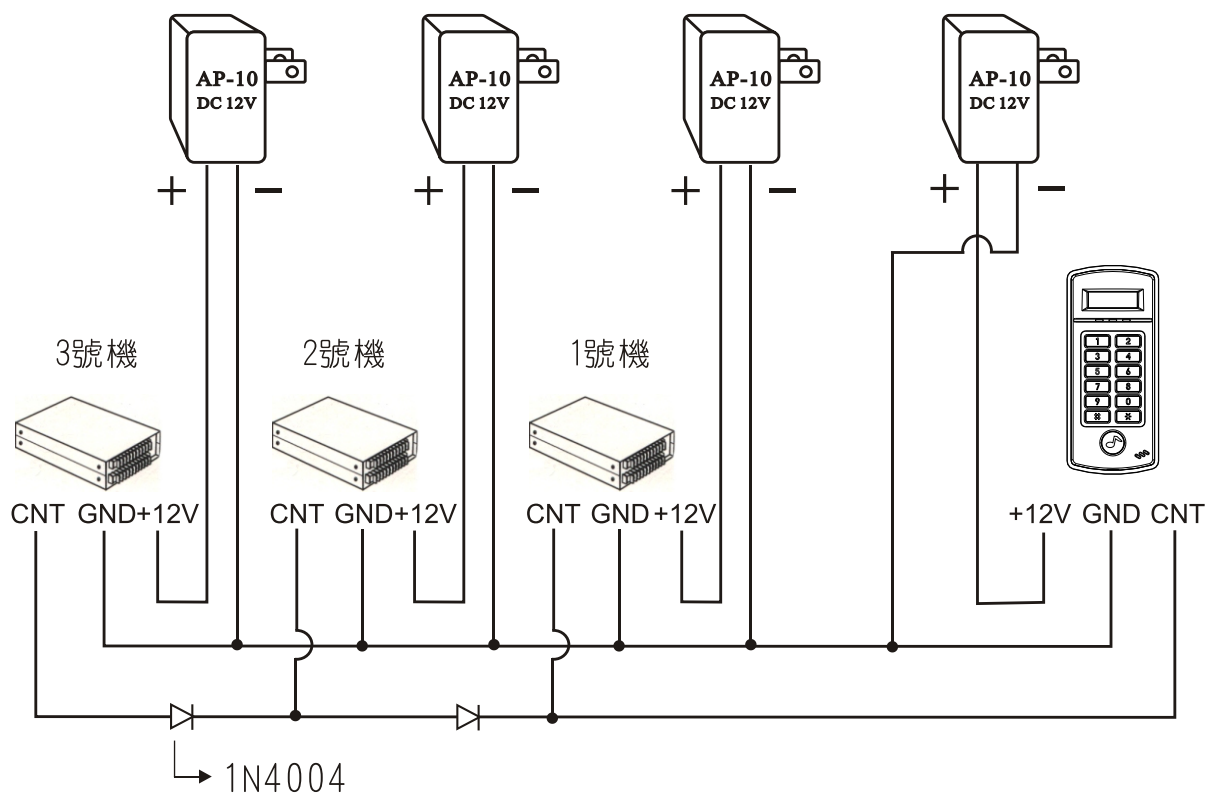 AP-10
DC 12V
AP-10
DC 12V
AP-10
DC 12V
AP-10
DC 12V
+ −
+ −
+ −
+ −
3號機
2號機
1號機
1 2
3 4
5 6
7 8
9 0
# *
CNT GND+12V
CNT GND+12V
CNT GND+12V
+12V GND CNT
1N4004